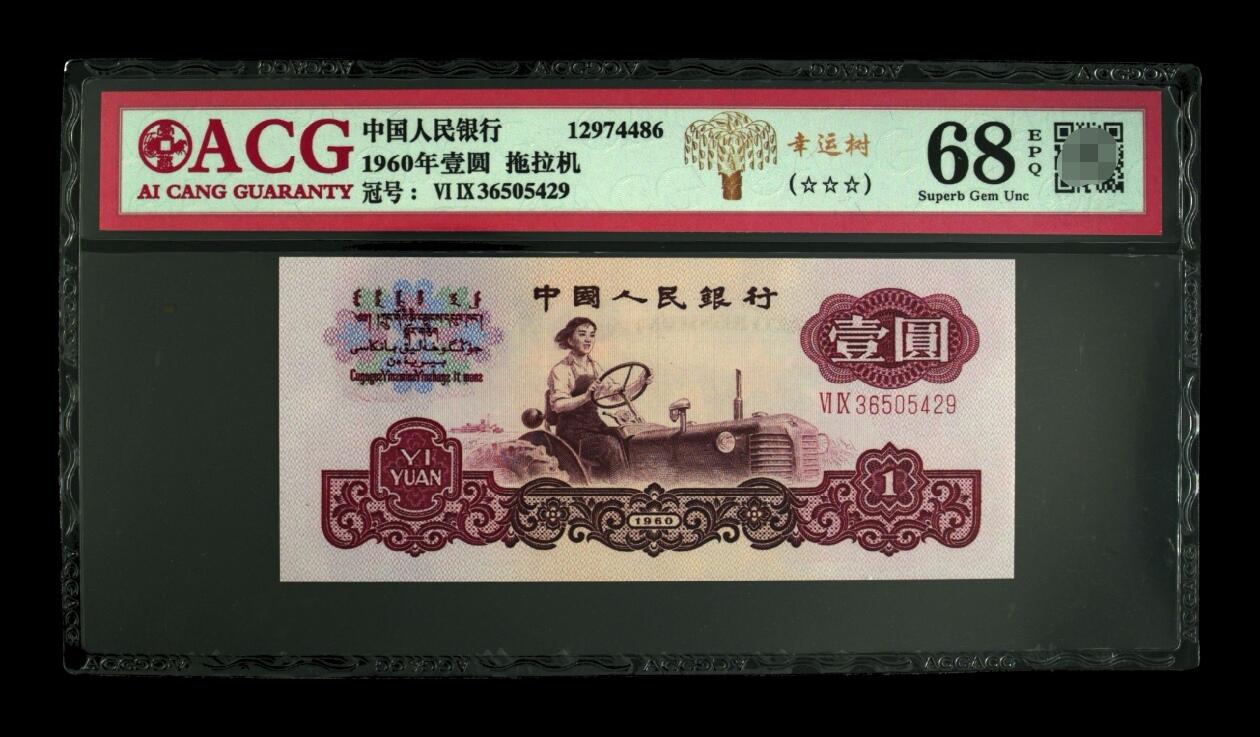 ACG
AI CANG GUARANTY
中国人民银行 12974486
1960年壹圆 拖拉机
冠号： VI IX 36505429
幸运树
(☆☆☆)
68
EPQ
Superb Gem Unc
中國人民銀行
壹圓
VI IX 36505429
YI
YUAN
1
1960